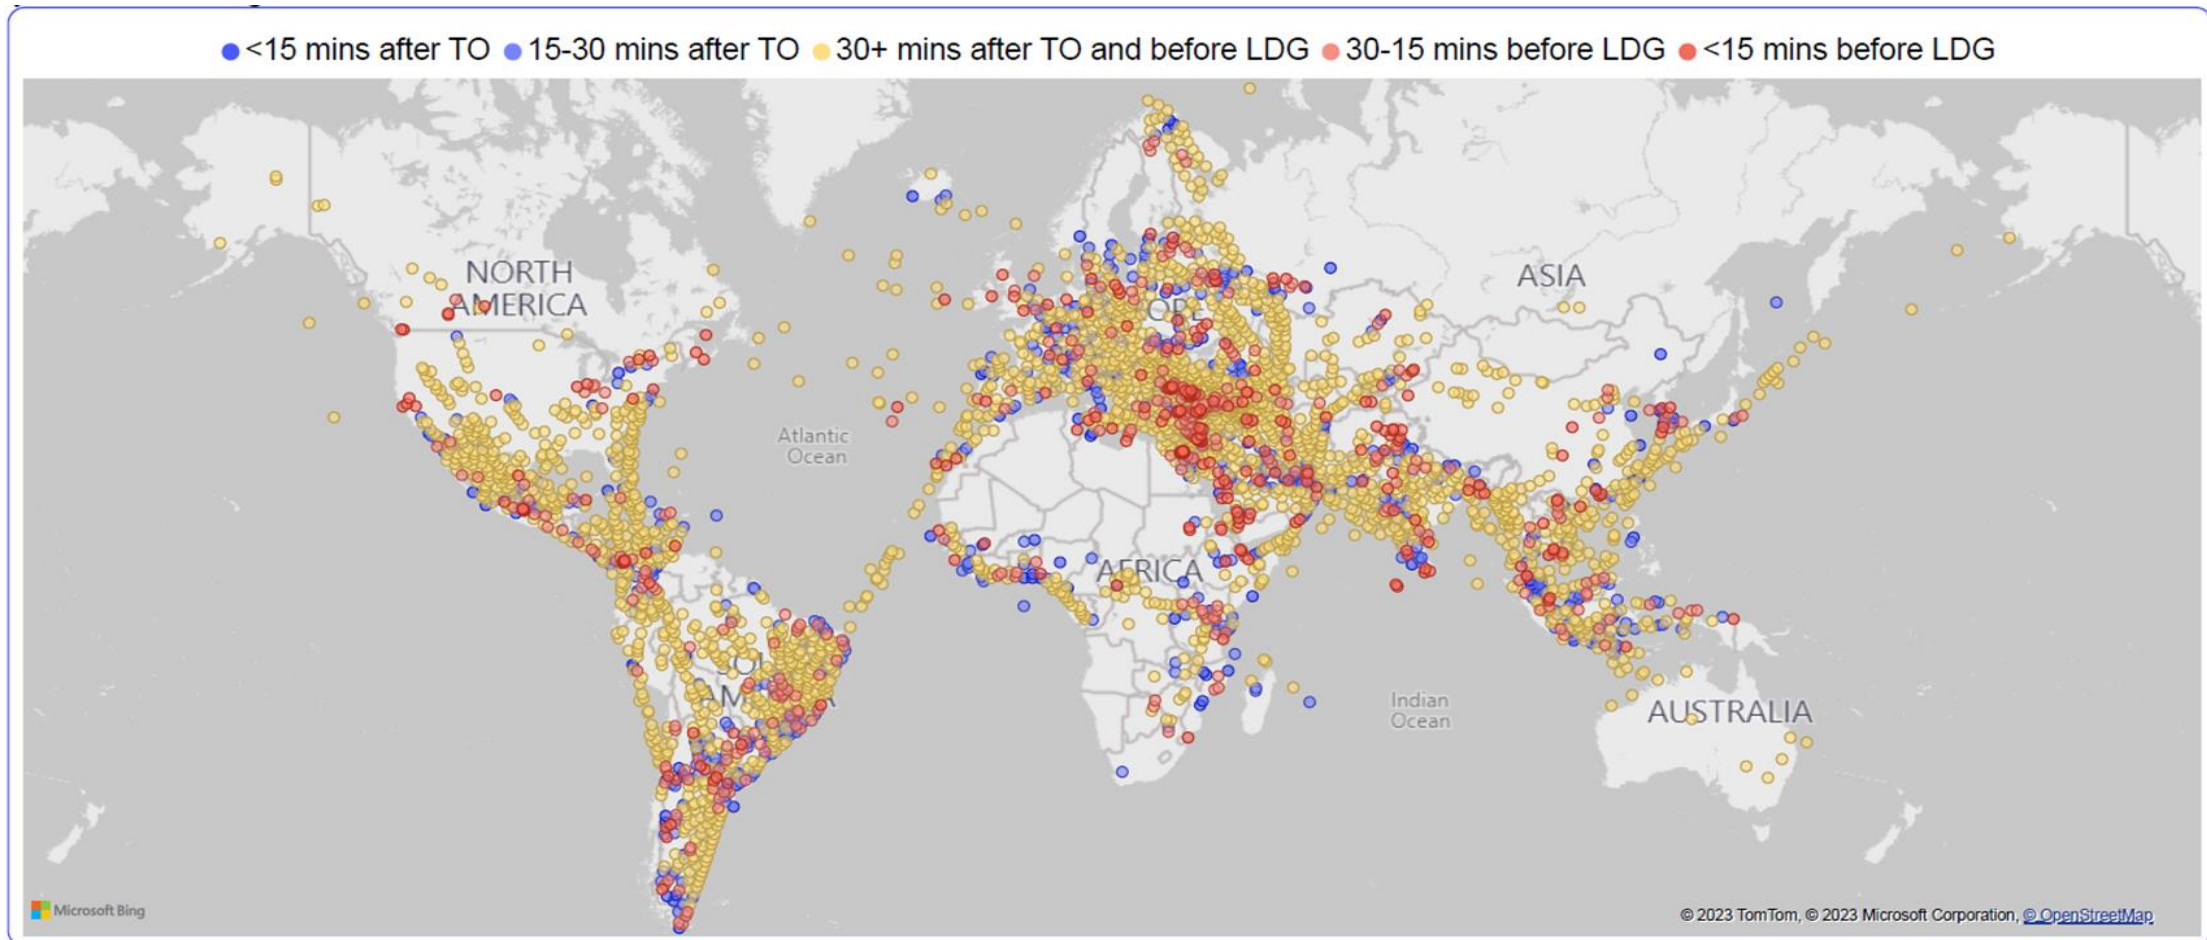 <15 mins after TO 15-30 mins after TO 30+ mins after TO and before LDG 30-15 mins before LDG <15 mins before LDG
NORTH
AMERICA
ASIA
Atlantic
Ocean
AFRICA
Indian
Ocean
AUSTRALIA
Microsoft Bing
© 2023 TomTom, © 2023 Microsoft Corporation, © OpenStreetMap